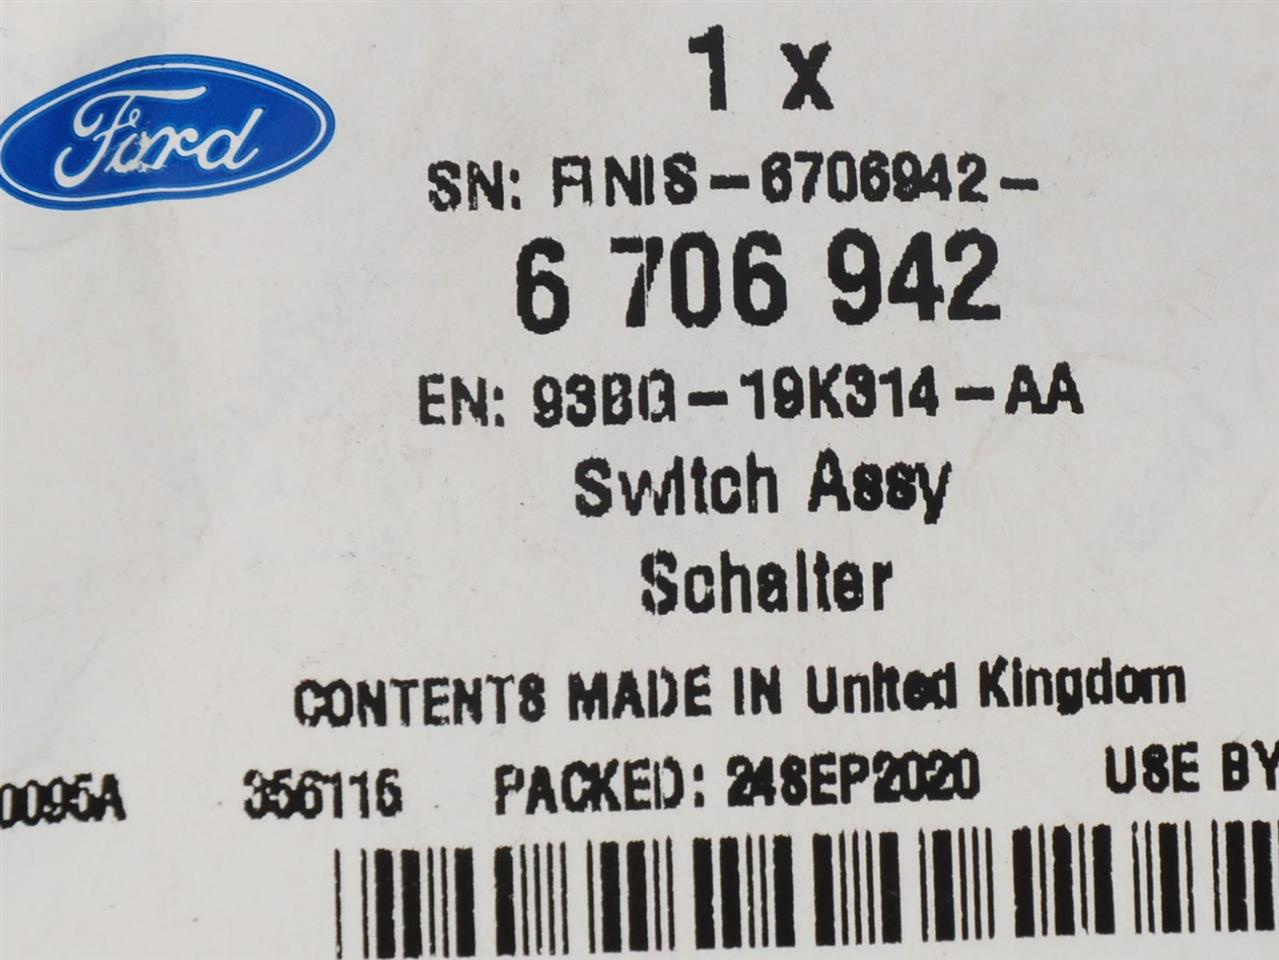 Ford
1 x
SN: FINIS-6706942-
6 706 942
EN: 93BG-19K314-AA
Switch Assy
Schalter
CONTENTS MADE IN United Kingdom
0095A 356116 PACKED: 24SEP2020 USE BY